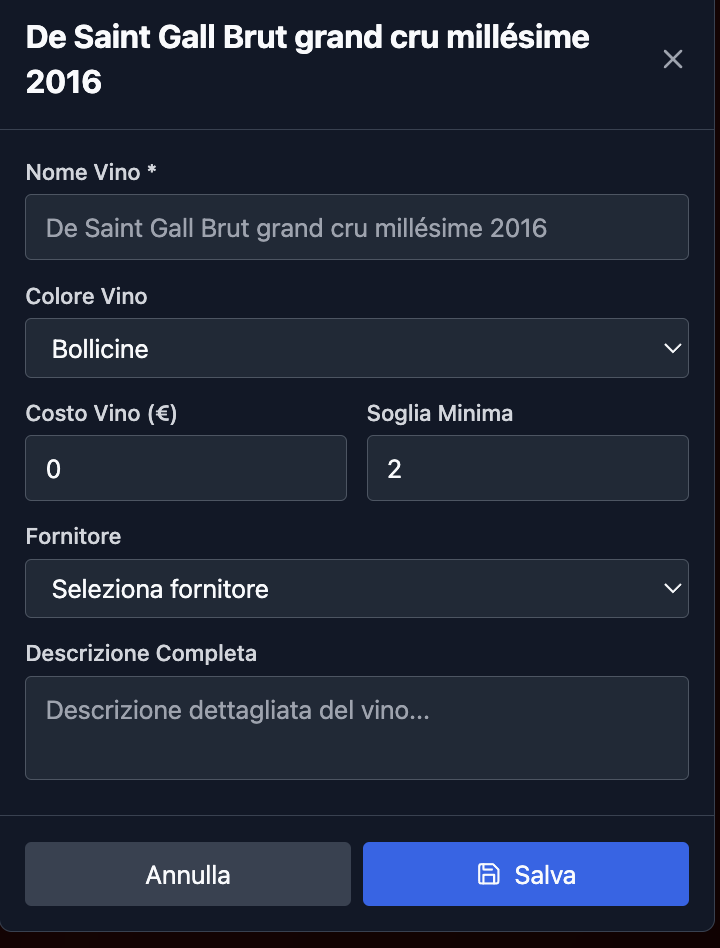 De Saint Gall Brut grand cru millésime
2016
Nome Vino *
De Saint Gall Brut grand cru millésime 2016
Colore Vino
Bollicine
Costo Vino (€) Soglia Minima
0 2
Fornitore
Seleziona fornitore
Descrizione Completa
Descrizione dettagliata del vino...
Annulla Salva